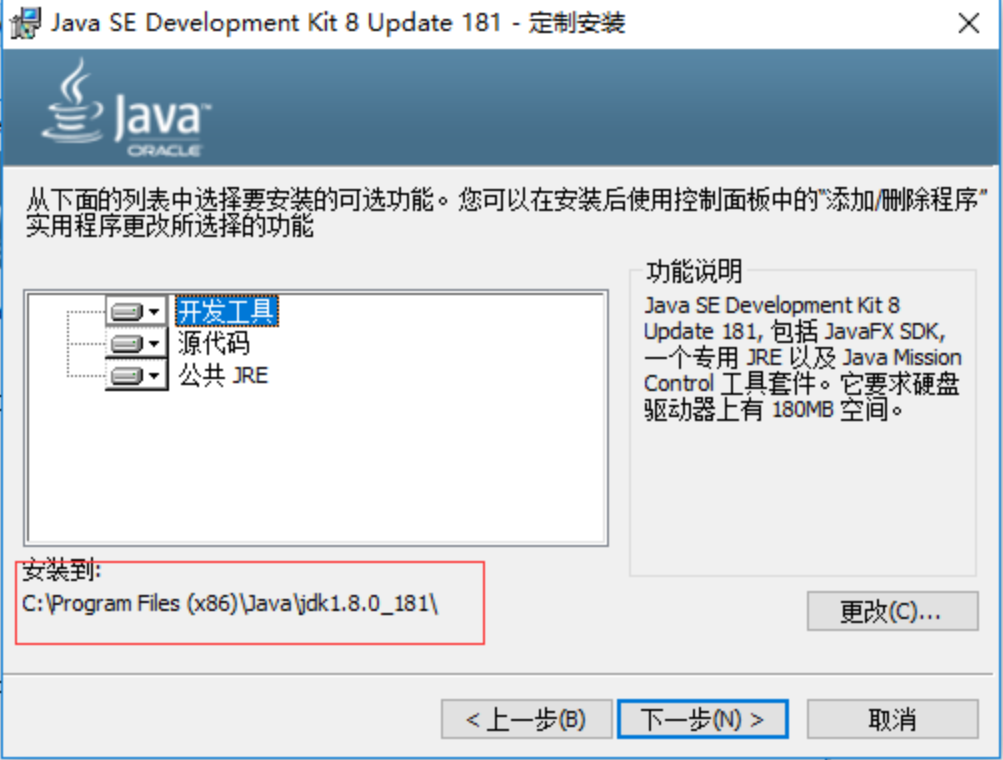 Java SE Development Kit 8 Update 181 - 定制安装
Java™
ORACLE
从下面的列表中选择要安装的可选功能。您可以在安装后使用控制面板中的“添加/删除程序”
实用程序更改所选择的功能
开发工具
源代码
公共 JRE
功能说明
Java SE Development Kit 8
Update 181, 包括 JavaFX SDK,
一个专用 JRE 以及 Java Mission
Control 工具套件。它要求硬盘
驱动器上有 180MB 空间。
安装到:
C:\Program Files (x86)\Java\jdk1.8.0_181\
更改(C)...
< 上一步(B)
下一步(N) >
取消